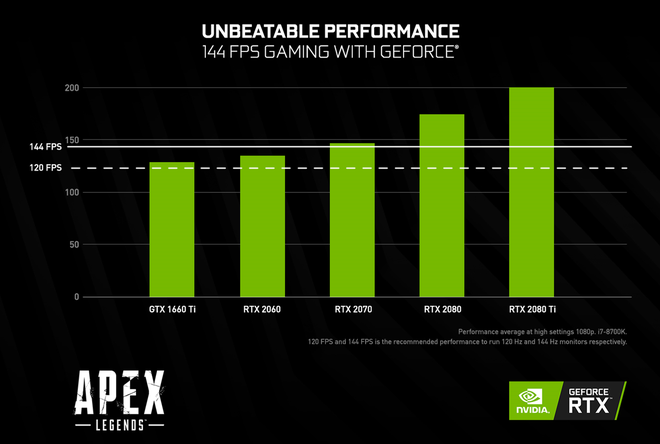 UNBEATABLE PERFORMANCE
144 FPS GAMING WITH GEFORCE®
200
150
144 FPS
120 FPS
100
50
0
GTX 1660 Ti
RTX 2060
RTX 2070
RTX 2080
RTX 2080 Ti
Performance average at high settings 1080p. i7-8700K.
120 FPS and 144 FPS is the recommended performance to run 120 Hz and 144 Hz monitors respectively.
APEX
LEGENDS™
NVIDIA.
GEFORCE
RTX™